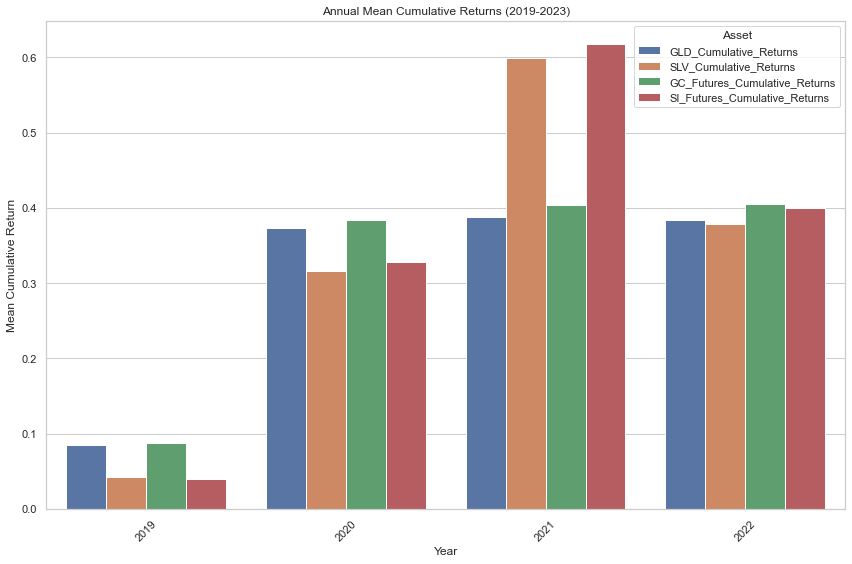 Annual Mean Cumulative Returns (2019-2023)
Asset
GLD_Cumulative_Returns
SLV_Cumulative_Returns
GC_Futures_Cumulative_Returns
SI_Futures_Cumulative_Returns
Mean Cumulative Return
0.6
0.5
0.4
0.3
0.2
0.1
0.0
2019
2020
2021
2022
Year